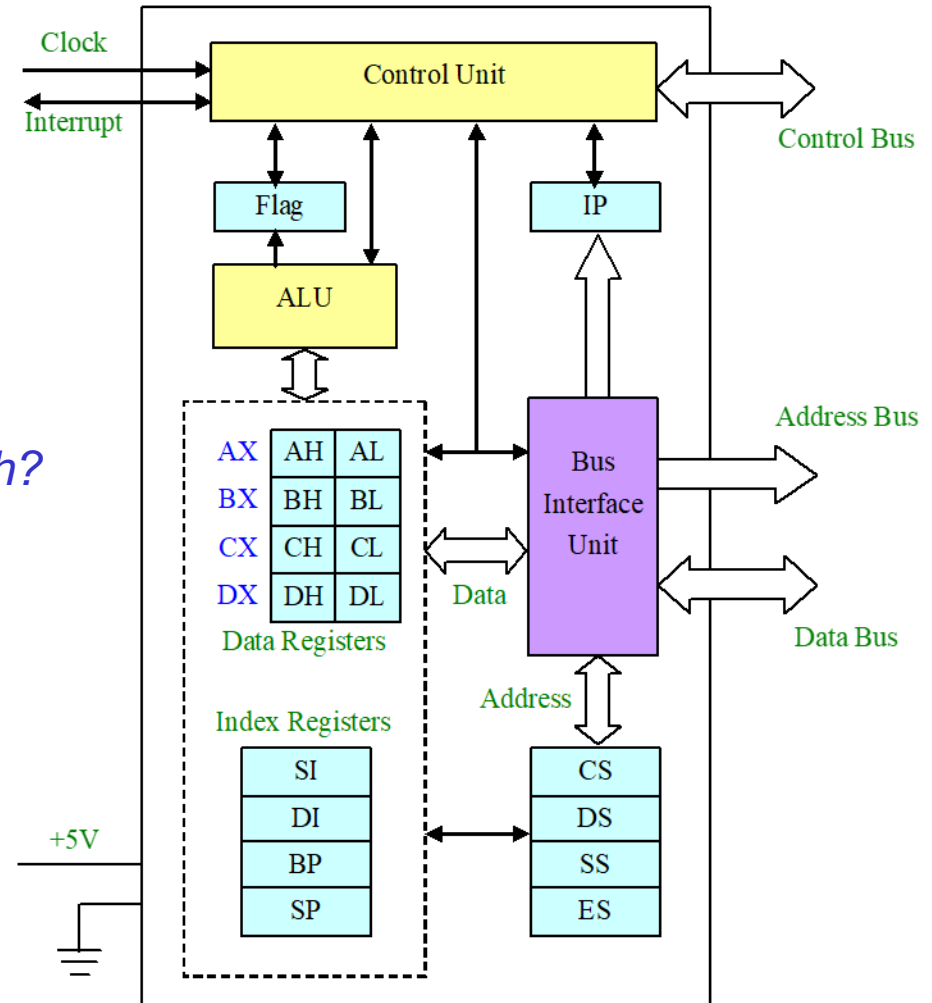 Clock
Control Unit
Interrupt
Control Bus
Flag
IP
ALU
Address Bus
h?
AX AH AL
BX BH BL
CX CH CL
DX DH DL
Data Registers
Bus
Interface
Unit
Data
Data Bus
Address
Index Registers
SI
DI
BP
SP
CS
DS
SS
ES
+5V